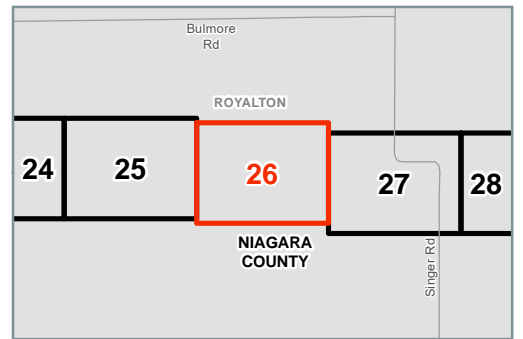 Bulmore
Rd
ROYALTON
24
25
26
27
28
NIAGARA
COUNTY
Singer Rd